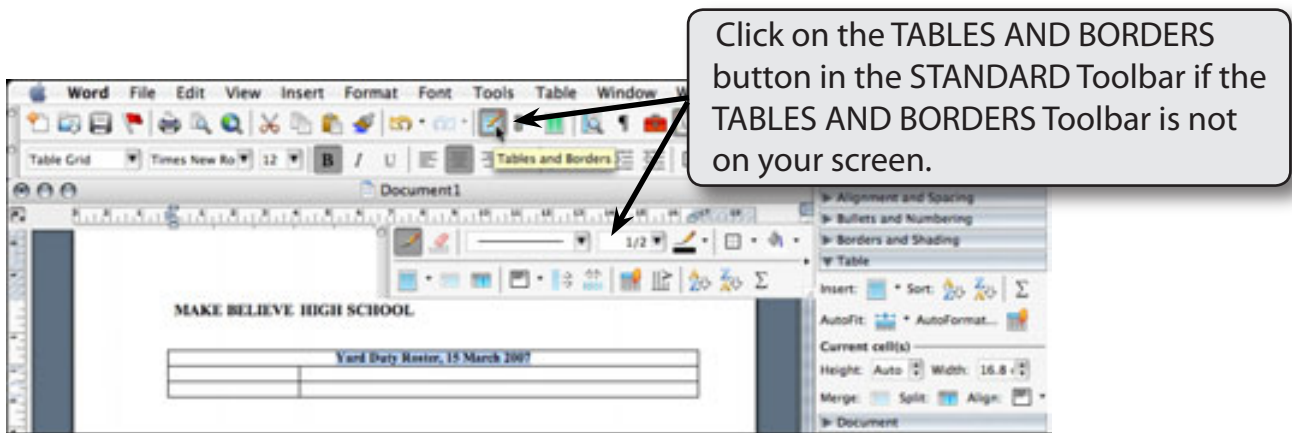 Click on the TABLES AND BORDERS
button in the STANDARD Toolbar if the
TABLES AND BORDERS Toolbar is not
on your screen.
Word File Edit View Insert Format Font Tools Table Window
Table Grid Times New Ro 12 B I U Tables and Borders
Document1
Alignment and Spacing
Bullets and Numbering
Borders and Shading
1/2
Table
Insert: Sort: Σ
Σ
MAKE BELIEVE HIGH SCHOOL
AutoFit: AutoFormat...
Current cell(s)
Yard Duty Roster, 15 March 2007
Height: Auto Width: 16.8
Merge: Split: Align:
Document